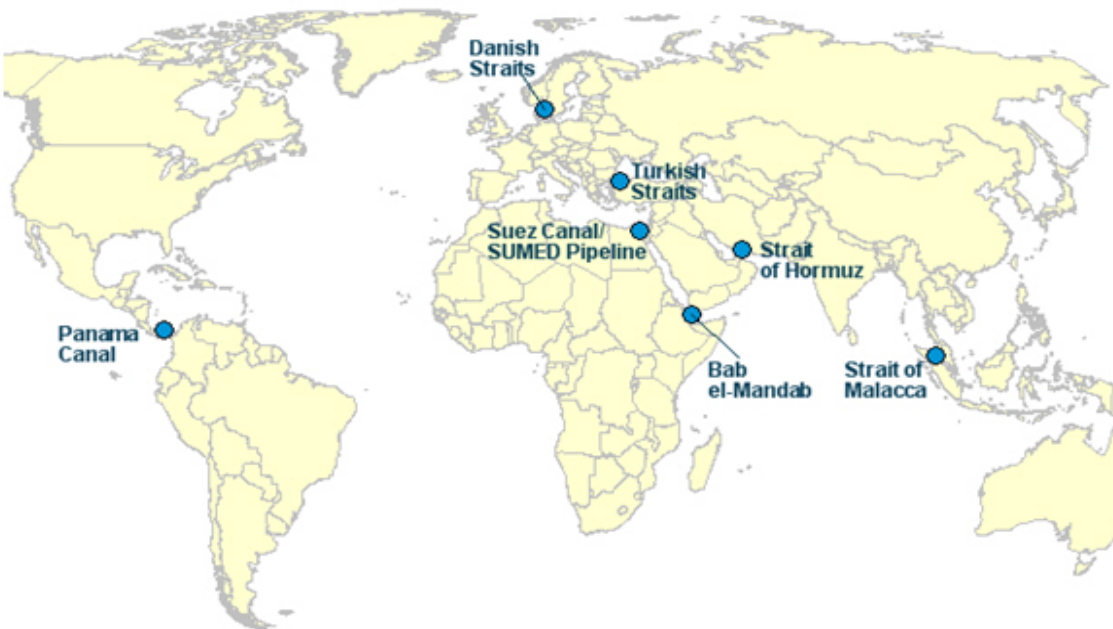 Danish
Straits
Turkish
Straits
Suez Canal/
SUMED Pipeline
Strait
of Hormuz
Panama
Canal
Bab
el-Mandab
Strait of
Malacca